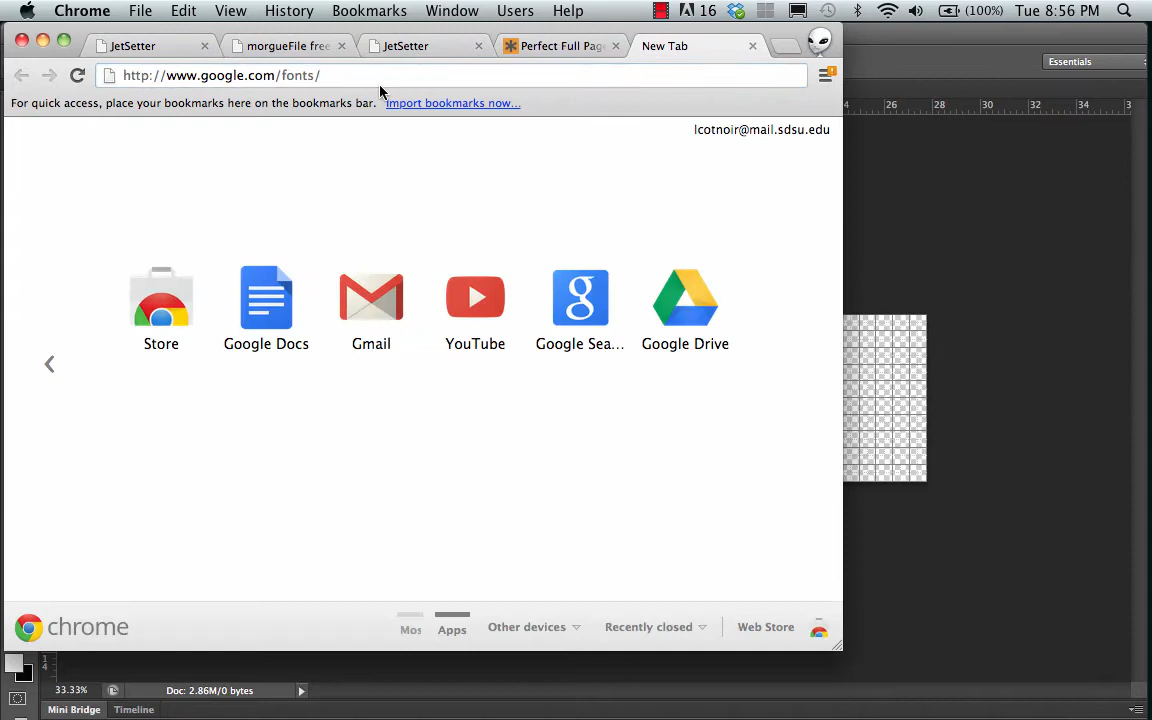 Chrome File Edit View History Bookmarks Window Users Help 16 (100%) Tue 8:56 PM
JetSetter morgueFile free JetSetter Perfect Full Pag New Tab
http://www.google.com/fonts/
Essentials
For quick access, place your bookmarks here on the bookmarks bar. Import bookmarks now...
4 26 28 30 32 34 3
lcotnoir@mail.sdsu.edu
Store Google Docs Gmail YouTube Google Sea... Google Drive
chrome Mos Apps Other devices Recently closed Web Store
1
4
33.33% Doc: 2.86M/0 bytes
Mini Bridge Timeline